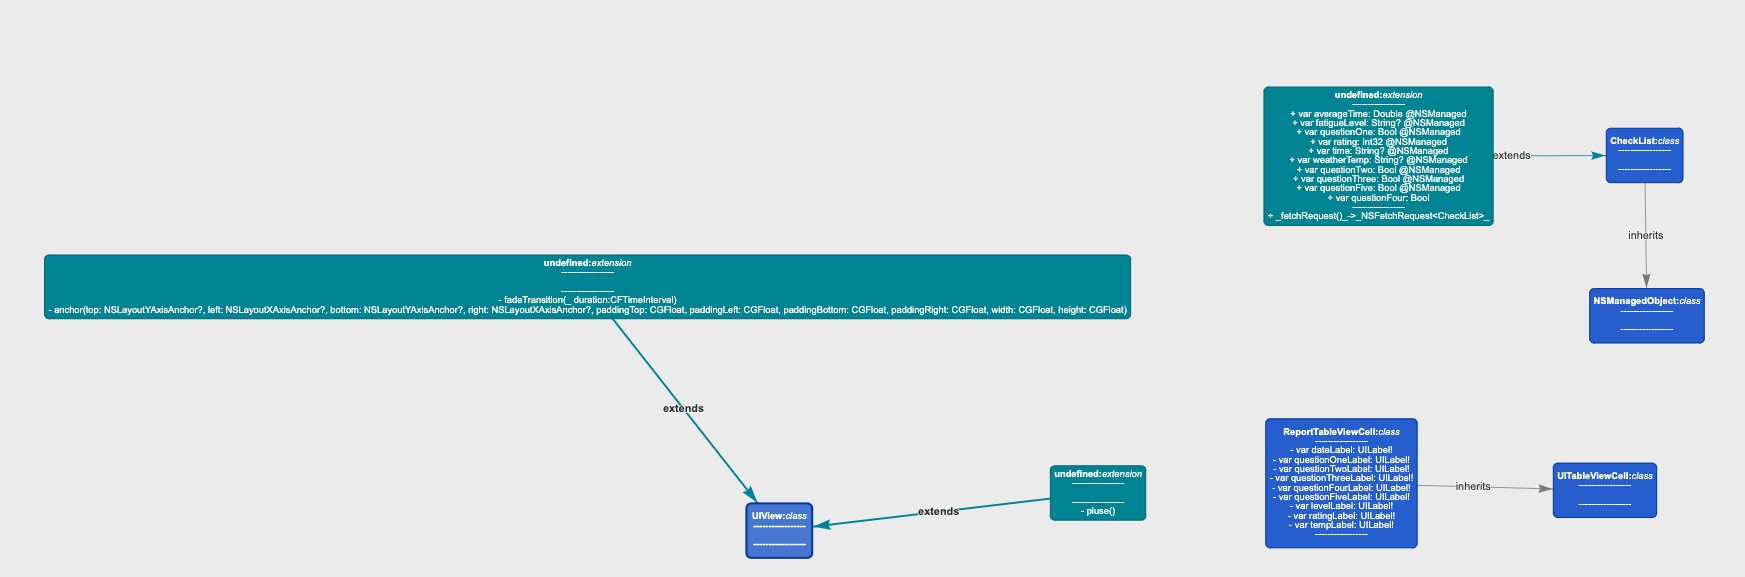 undefined:extension
------------------
+ var averageTime: Double @NSManaged
+ var fatigueLevel: String? @NSManaged
+ var questionOne: Bool @NSManaged
+ var rating: Int32 @NSManaged
+ var time: String? @NSManaged
+ var weatherTemp: String? @NSManaged
+ var questionTwo: Bool @NSManaged
+ var questionThree: Bool @NSManaged
+ var questionFive: Bool @NSManaged
+ var questionFour: Bool
------------------
+ _fetchRequest()_->_NSFetchRequest<CheckList>_
extends
CheckList:class
------------------
------------------
inherits
NSManagedObject:class
------------------
------------------
undefined:extension
------------------
------------------
- fadeTransition(_ duration:CFTimeInterval)
- anchor(top: NSLayoutYAxisAnchor?, left: NSLayoutXAxisAnchor?, bottom: NSLayoutYAxisAnchor?, right: NSLayoutXAxisAnchor?, paddingTop: CGFloat, paddingLeft: CGFloat, paddingBottom: CGFloat, paddingRight: CGFloat, width: CGFloat, height: CGFloat)
extends
UIView:class
------------------
------------------
extends
undefined:extension
------------------
------------------
- pluse()
ReportTableViewCell:class
------------------
- var dateLabel: UILabel!
- var questionOneLabel: UILabel!
- var questionTwoLabel: UILabel!
- var questionThreeLabel: UILabel!
- var questionFourLabel: UILabel!
- var questionFiveLabel: UILabel!
- var levelLabel: UILabel!
- var ratingLabel: UILabel!
- var tempLabel: UILabel!
------------------
inherits
UITableViewCell:class
------------------
------------------